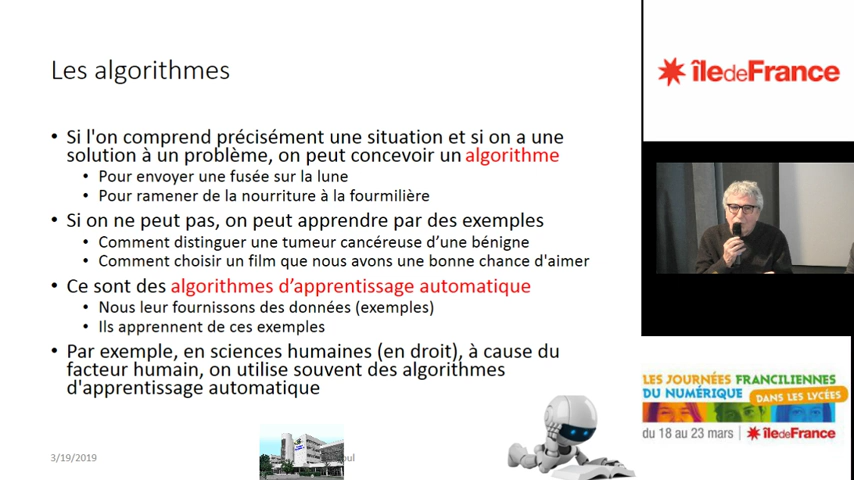 Les algorithmes
• Si l'on comprend précisément une situation et si on a une
solution à un problème, on peut concevoir un algorithme
• Pour envoyer une fusée sur la lune
• Pour ramener de la nourriture à la fourmilière
• Si on ne peut pas, on peut apprendre par des exemples
• Comment distinguer une tumeur cancéreuse d’une bénigne
• Comment choisir un film que nous avons une bonne chance d'aimer
• Ce sont des algorithmes d’apprentissage automatique
• Nous leur fournissons des données (exemples)
• Ils apprennent de ces exemples
• Par exemple, en sciences humaines (en droit), à cause du
facteur humain, on utilise souvent des algorithmes
d'apprentissage automatique
3/19/2019
île de France
LES JOURNÉES FRANCILIENNES
DU NUMÉRIQUE DANS LES LYCÉES
du 18 au 23 mars | île de France